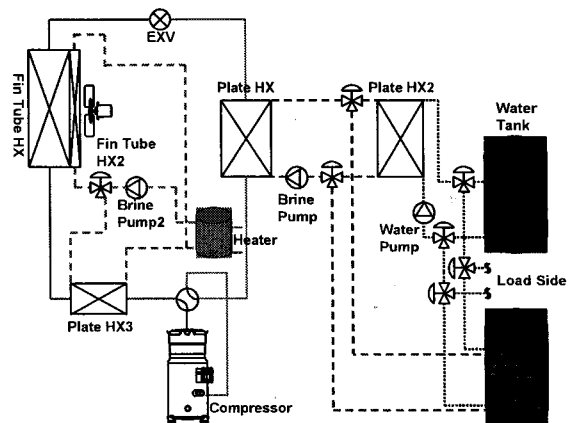 EXV
Fin Tube HX
Plate HX
Plate HX2
Water
Tank
Fin Tube
HX2
Brine
Pump2
Brine
Pump
Water
Pump
Heater
Load Side
Plate HX3
Compressor